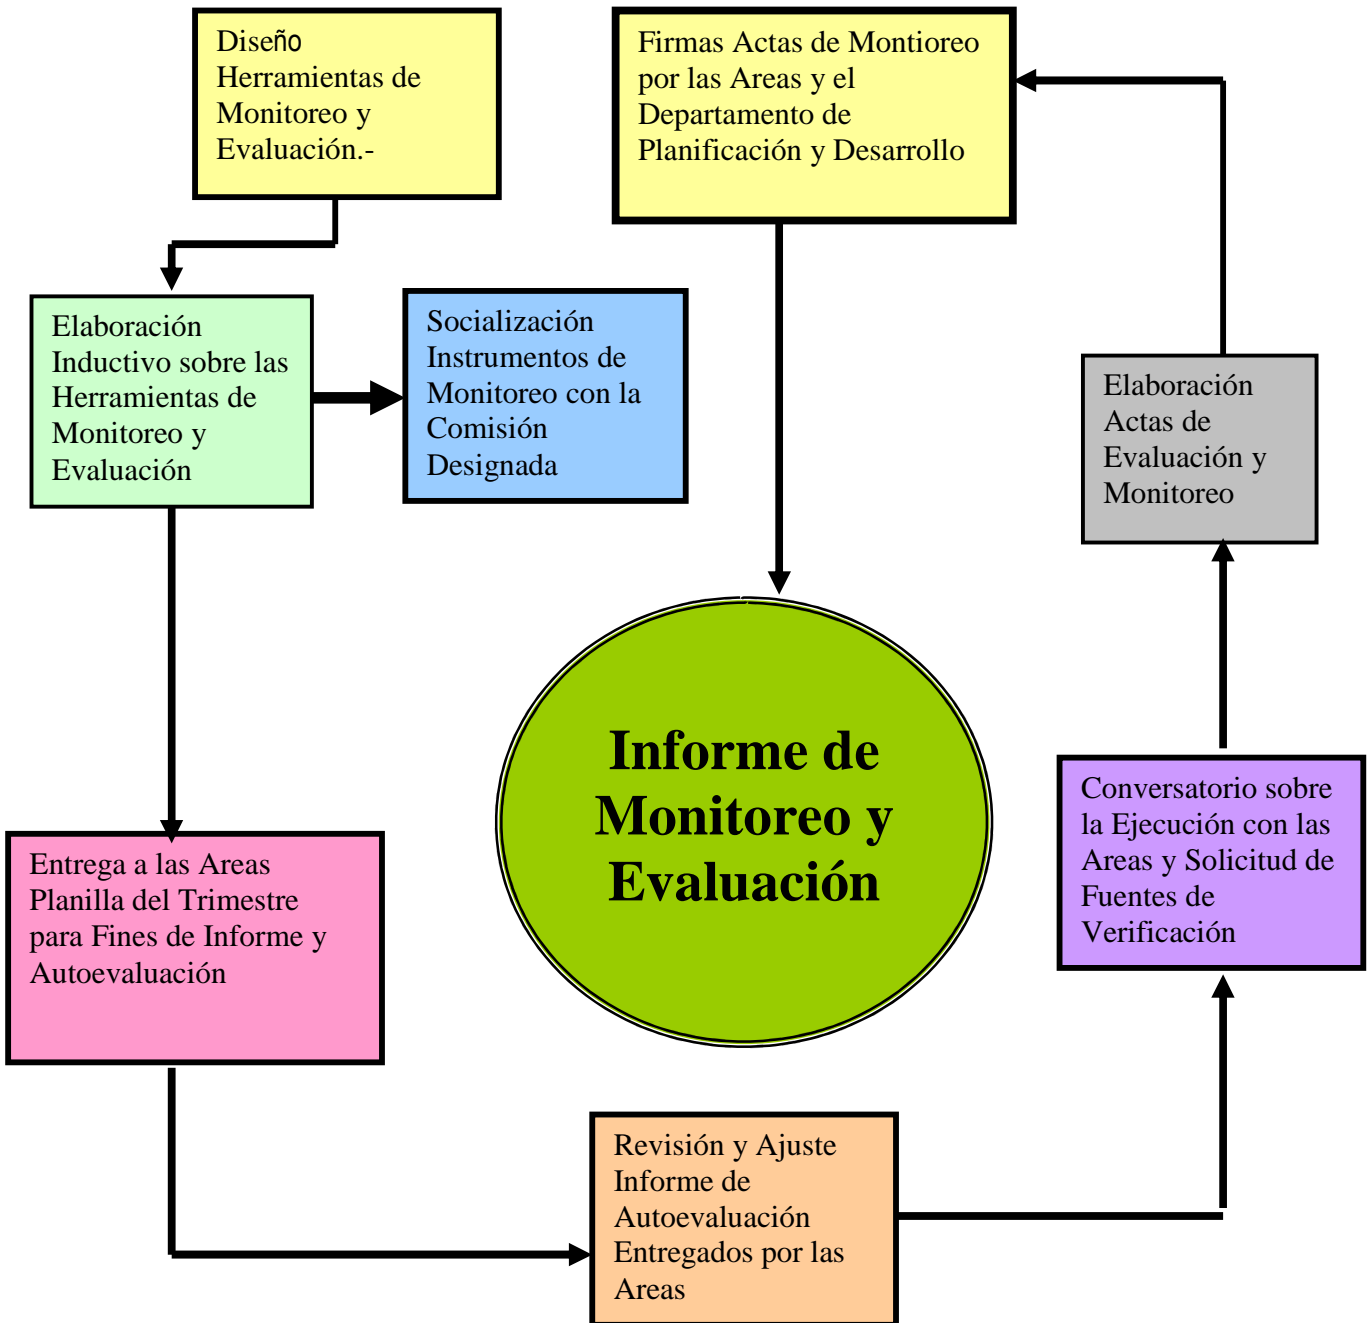 Diseño
Herramientas de
Monitoreo y
Evaluación.-
Firmas Actas de Montioreo
por las Areas y el
Departamento de
Planificación y Desarrollo
Elaboración
Inductivo sobre las
Herramientas de
Monitoreo y
Evaluación
Socialización
Instrumentos de
Monitoreo con la
Comisión
Designada
Elaboración
Actas de
Evaluación y
Monitoreo
Informe de
Monitoreo y
Evaluación
Conversatorio sobre
la Ejecución con las
Areas y Solicitud de
Fuentes de
Verificación
Entrega a las Areas
Planilla del Trimestre
para Fines de Informe y
Autoevaluación
Revisión y Ajuste
Informe de
Autoevaluación
Entregados por las
Areas